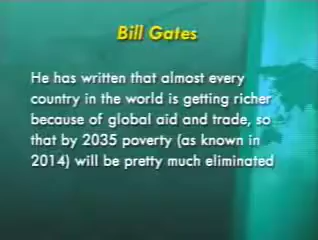 Bill Gates
He has written that almost every
country in the world is getting richer
because of global aid and trade, so
that by 2035 poverty (as known in
2014) will be pretty much eliminated